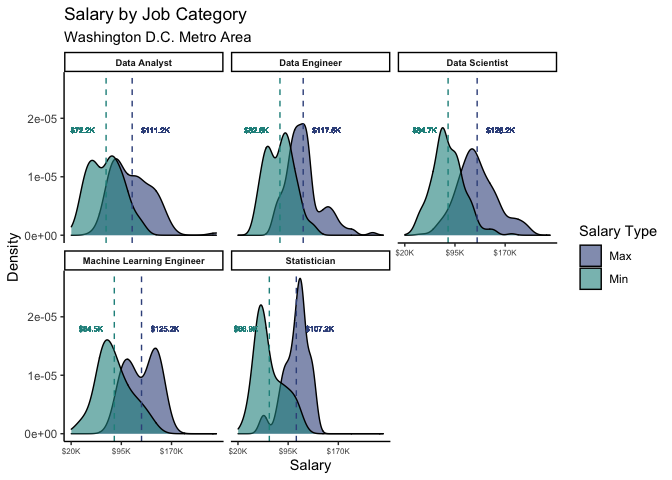 Salary by Job Category
Washington D.C. Metro Area
Data Analyst
Data Engineer
Data Scientist
$72.2K
$111.2K
$117.6K
$128.2K
2e-05
1e-05
0e+00
$20K
$95K
$170K
Machine Learning Engineer
Statistician
$84.5K
$125.2K
$107.2K
2e-05
1e-05
0e+00
$20K
$95K
$170K
$20K
$95K
$170K
Density
Salary
Salary Type
Max
Min